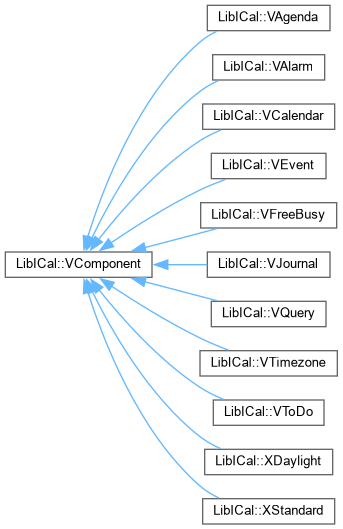 LibICal::VAgenda
LibICal::VAlarm
LibICal::VCalendar
LibICal::VEvent
LibICal::VFreeBusy
LibICal::VComponent
LibICal::VJournal
LibICal::VQuery
LibICal::VTimezone
LibICal::VToDo
LibICal::XDaylight
LibICal::XStandard